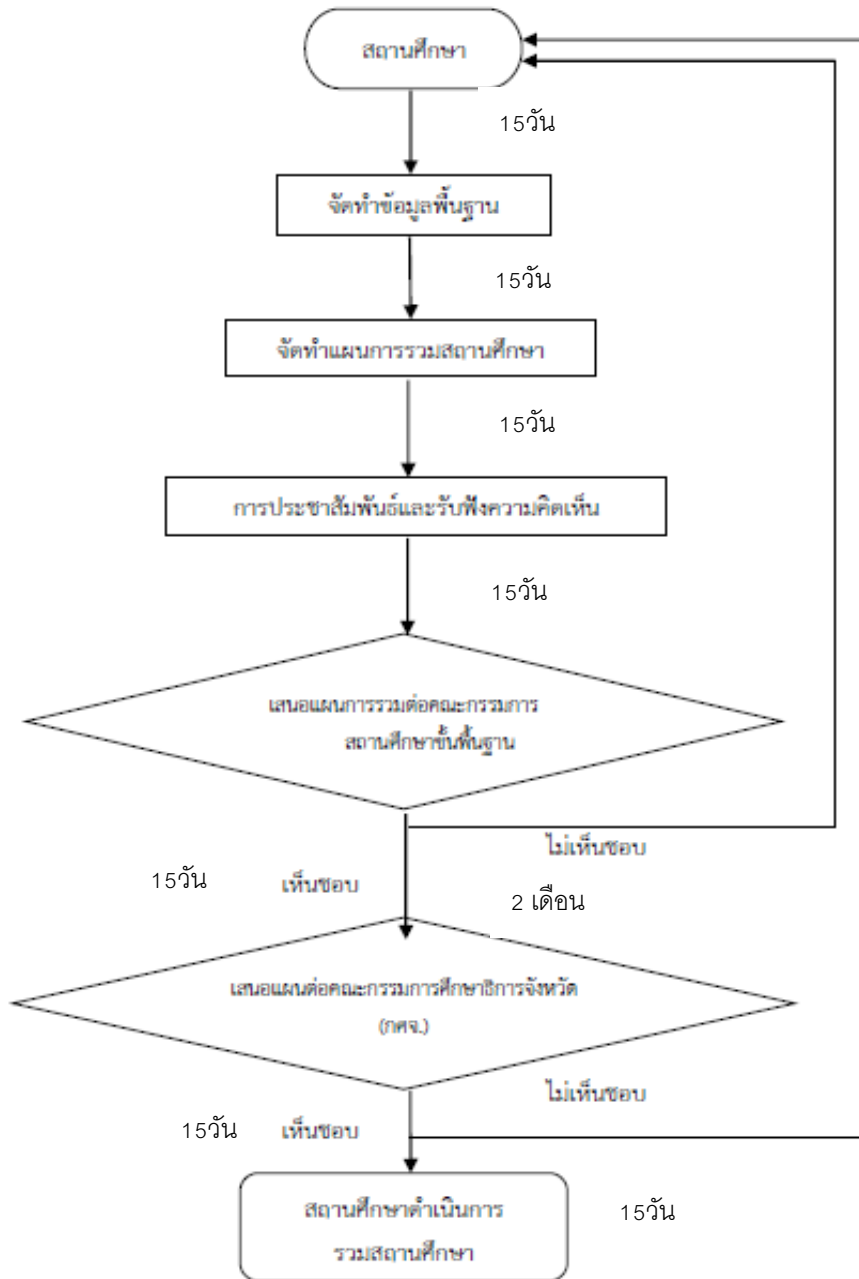 สถานศึกษา
15วัน
จัดทำข้อมูลพื้นฐาน
15วัน
จัดทำแผนการรวมสถานศึกษา
15วัน
การประชาสัมพันธ์และรับฟังความคิดเห็น
15วัน
เสนอแผนการรวมต่อคณะกรรมการ
สถานศึกษาขั้นพื้นฐาน
ไม่เห็นชอบ
15วัน เห็นชอบ
2 เดือน
เสนอแผนต่อคณะกรรมการศึกษาธิการจังหวัด
(กศจ.)
ไม่เห็นชอบ
15วัน เห็นชอบ
สถานศึกษาดำเนินการ
15วัน
รวมสถานศึกษา